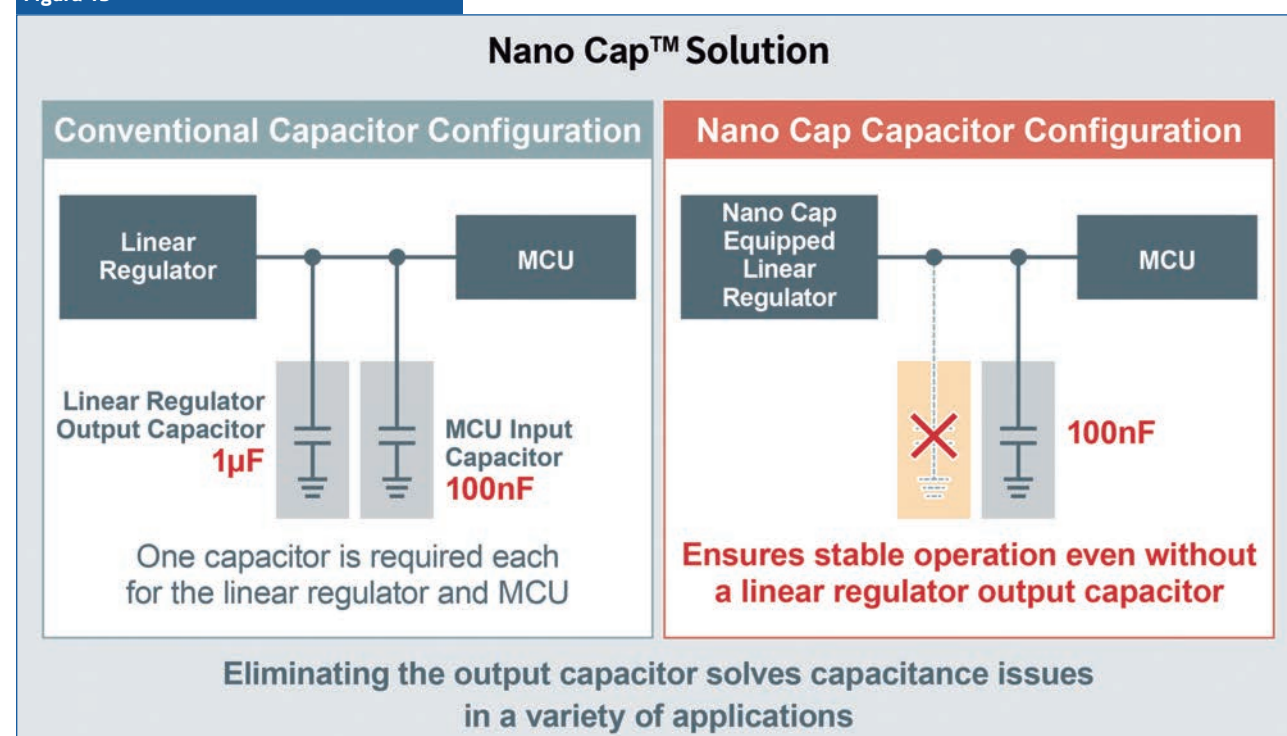 Nano Cap™ Solution
Conventional Capacitor Configuration
Linear
Regulator
MCU
Linear Regulator
Output Capacitor
1µF
MCU Input
Capacitor
100nF
One capacitor is required each
for the linear regulator and MCU
Nano Cap Capacitor Configuration
Nano Cap
Equipped
Linear
Regulator
MCU
100nF
Ensures stable operation even without
a linear regulator output capacitor
Eliminating the output capacitor solves capacitance issues
in a variety of applications